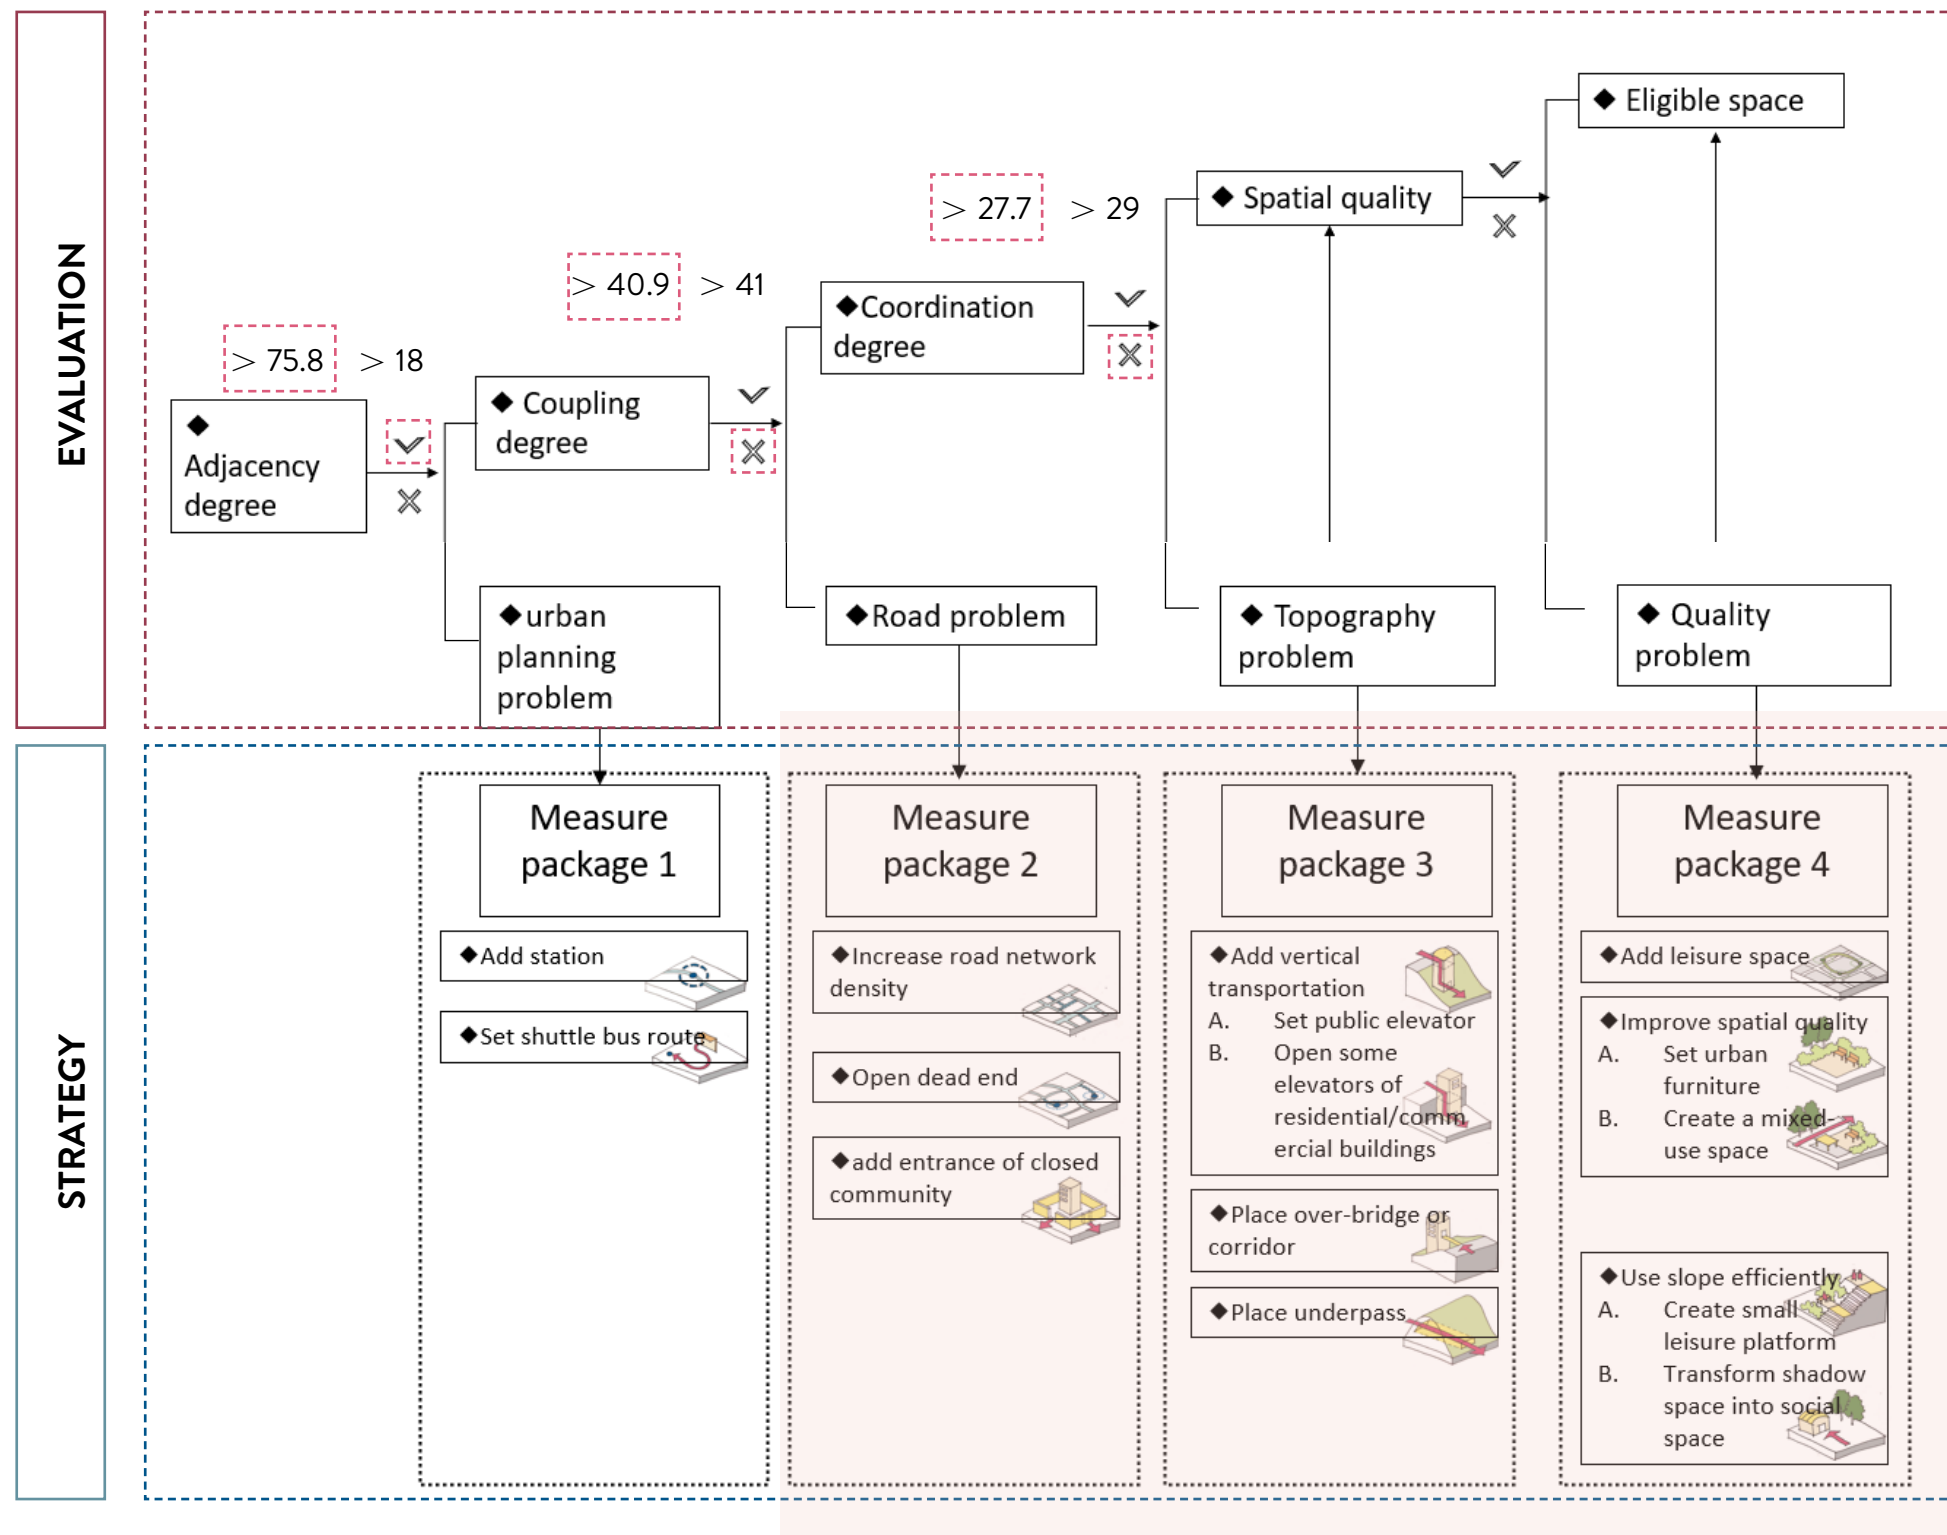 EVALUATION
◆ Eligible space
◆ Spatial quality
> 27.7 > 29
> 40.9 > 41
◆Coordination
degree
> 75.8 > 18
◆ Coupling
degree
◆
Adjacency
degree
◆urban
planning
problem
◆Road problem
◆ Topography
problem
◆ Quality
problem
STRATEGY
Measure
package 1
◆Add station
◆Set shuttle bus route
Measure
package 2
◆Increase road network
density
◆Open dead end
◆add entrance of closed
community
Measure
package 3
◆Add vertical
transportation
A. Set public elevator
B. Open some
elevators of
residential/comm
ercial buildings
◆Place over-bridge or
corridor
◆Place underpass
Measure
package 4
◆Add leisure space
◆Improve spatial quality
A. Set urban
furniture
B. Create a mixed-
use space
◆Use slope efficiently
A. Create small
leisure platform
B. Transform shadow
space into social
space